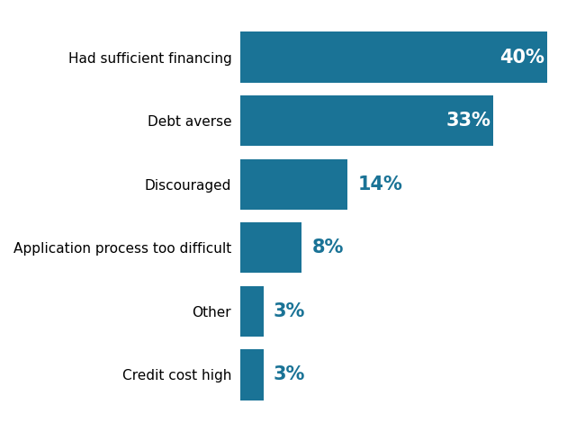 Had sufficient financing 40%
Debt averse 33%
Discouraged 14%
Application process too difficult 8%
Other 3%
Credit cost high 3%